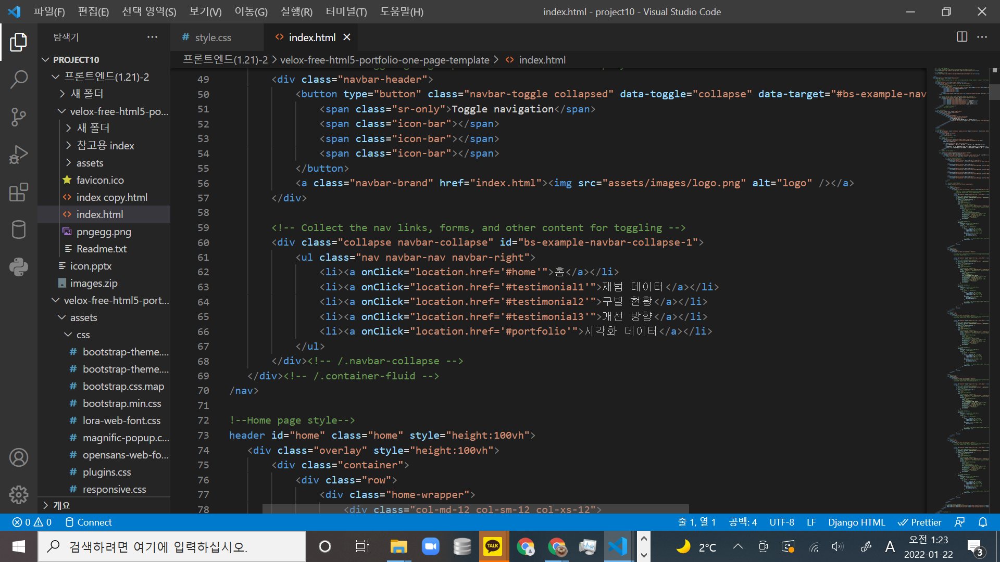 파일(F) 편집(E) 선택 영역(S) 보기(V) 이동(G) 실행(R) 터미널(T) 도움말(H) index.html - project10 - Visual Studio Code
탐색기
# style.css
<> index.html
프론트엔드(1.21)-2 > velox-free-html5-portfolio-one-page-template > <> index.html
PROJECT10
프론트엔드(1.21)-2
새 폴더
velox-free-html5-po...
새 폴더
참고용 index
assets
favicon.ico
index copy.html
index.html
pngegg.png
Readme.txt
icon.pptx
images.zip
velox-free-html5-port...
assets
css
# bootstrap-theme....
# bootstrap-theme....
# bootstrap.css.map
# bootstrap.min.css
# lora-web-font.css
# magnific-popup.c...
# opensans-web-fo...
# plugins.css
# responsive.css
개요
49 <div class="navbar-header">
50 <button type="button" class="navbar-toggle collapsed" data-toggle="collapse" data-target="#bs-example-nav
51 <span class="sr-only">Toggle navigation</span>
52 <span class="icon-bar"></span>
53 <span class="icon-bar"></span>
54 <span class="icon-bar"></span>
55 </button>
56 <a class="navbar-brand" href="index.html"><img src="assets/images/logo.png" alt="logo" /></a>
57 </div>
58
59 <!-- Collect the nav links, forms, and other content for toggling -->
60 <div class="collapse navbar-collapse" id="bs-example-navbar-collapse-1">
61 <ul class="nav navbar-nav navbar-right">
62 <li><a onClick="location.href='#home'">홈</a></li>
63 <li><a onClick="location.href='#testimonial1'">재범 데이터</a></li>
64 <li><a onClick="location.href='#testimonial2'">구별 현황</a></li>
65 <li><a onClick="location.href='#testimonial3'">개선 방향</a></li>
66 <li><a onClick="location.href='#portfolio'">시각화 데이터</a></li>
67 </ul>
68 </div><!-- /.navbar-collapse -->
69 </div><!-- /.container-fluid -->
70 /nav>
71
72 !--Home page style-->
73 header id="home" class="home" style="height:100vh">
74 <div class="overlay" style="height:100vh">
75 <div class="container">
76 <div class="row">
77 <div class="home-wrapper">
78 <div class="col-md-12 col-sm-12 col-xs-12">
0 0 Connect 줄 1, 열 1 공백: 4 UTF-8 LF Django HTML Prettier
검색하려면 여기에 입력하십시오.
TALK
2°C
A
오전 1:23
2022-01-22
3